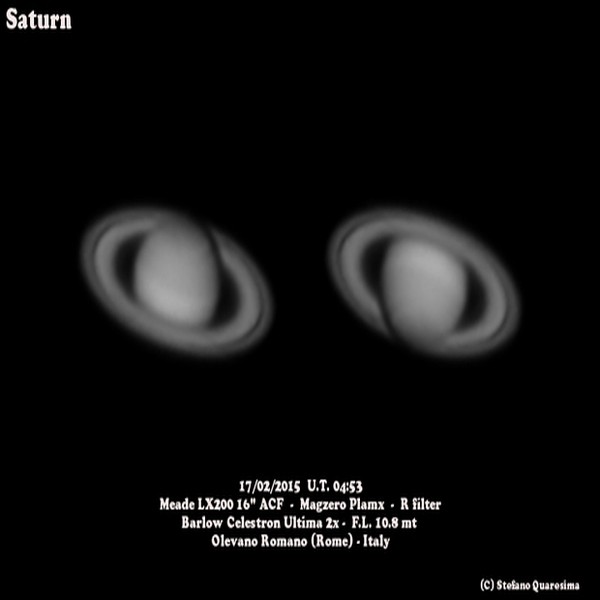 Saturn
17/02/2015 U.T. 04:53
Meade LX200 16" ACF - Magzero Plamx - R filter
Barlow Celestron Ultima 2x - F.L. 10.8 mt
Olevano Romano (Rome) - Italy
(C) Stefano Quaresima